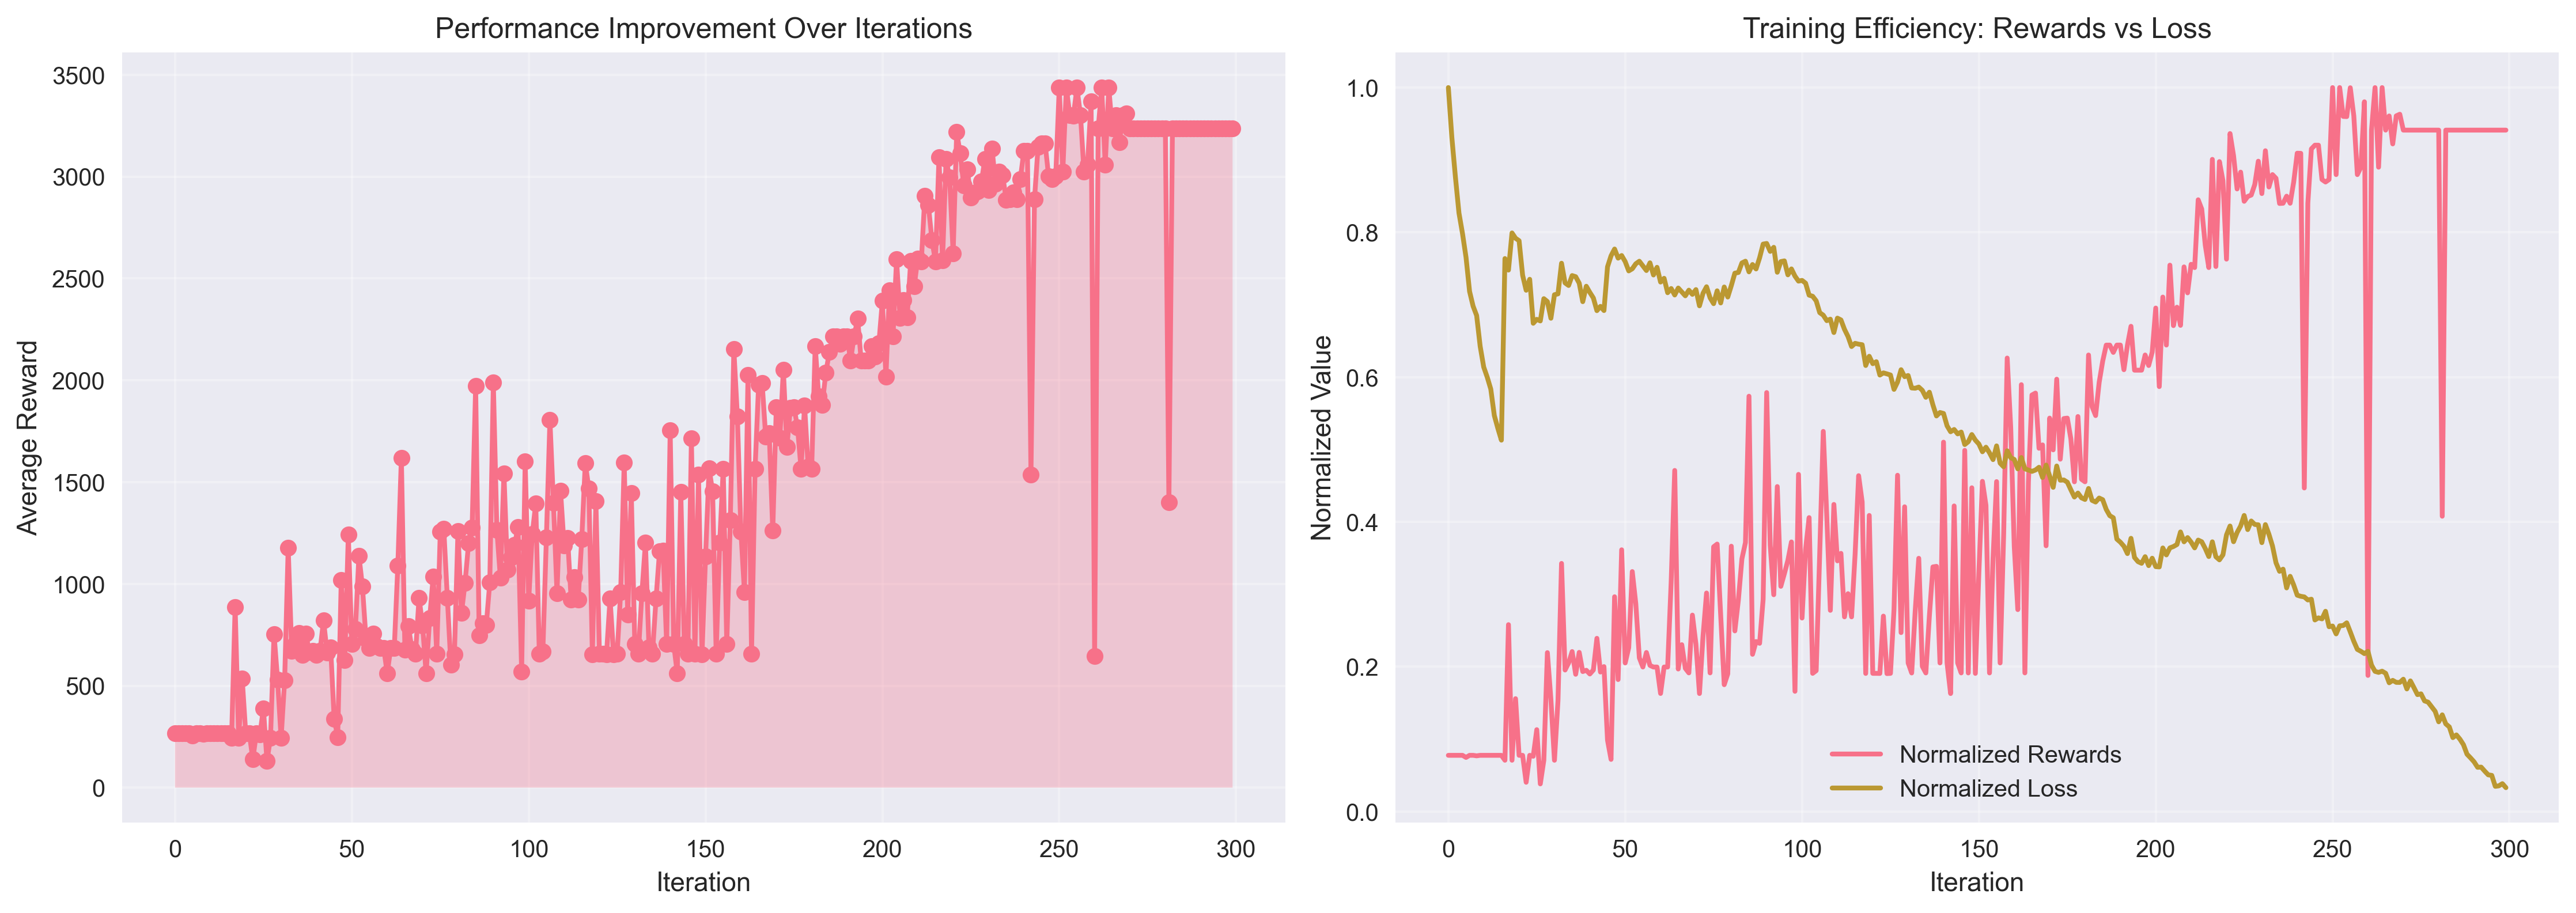 Performance Improvement Over Iterations
3500
3000
2500
2000
1500
1000
500
0
Average Reward
0 50 100 150 200 250 300
Iteration
Training Efficiency: Rewards vs Loss
1.0
0.8
0.6
0.4
0.2
0.0
Normalized Value
Normalized Rewards
Normalized Loss
0 50 100 150 200 250 300
Iteration